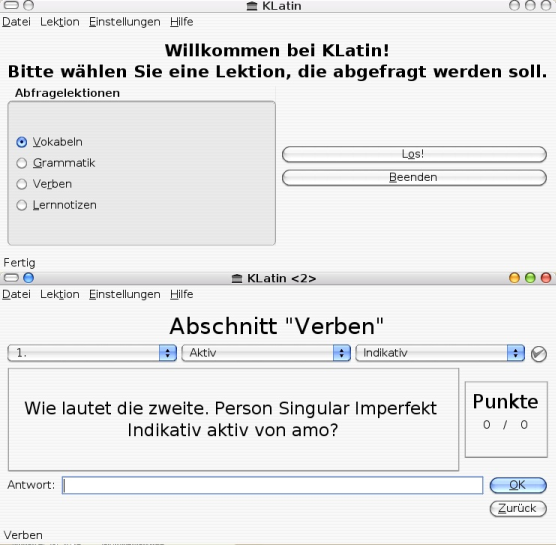 KLatin
Datei Lektion Einstellungen Hilfe
Willkommen bei KLatin!
Bitte wählen Sie eine Lektion, die abgefragt werden soll.
Abfragelektionen
Vokabeln
Grammatik
Verben
Lernnotizen
Los!
Beenden
Fertig
KLatin <2>
Datei Lektion Einstellungen Hilfe
Abschnitt "Verben"
1. Aktiv Indikativ
Wie lautet die zweite. Person Singular Imperfekt
Indikativ aktiv von amo?
Punkte
0 / 0
Antwort: OK
Zurück
Verben